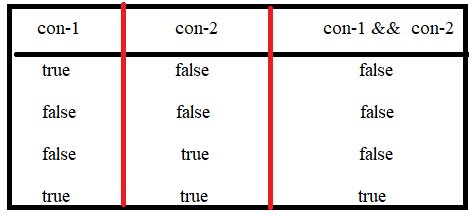 con-1 con-2 con-1 && con-2
true false false
false false false
false true false
true true true